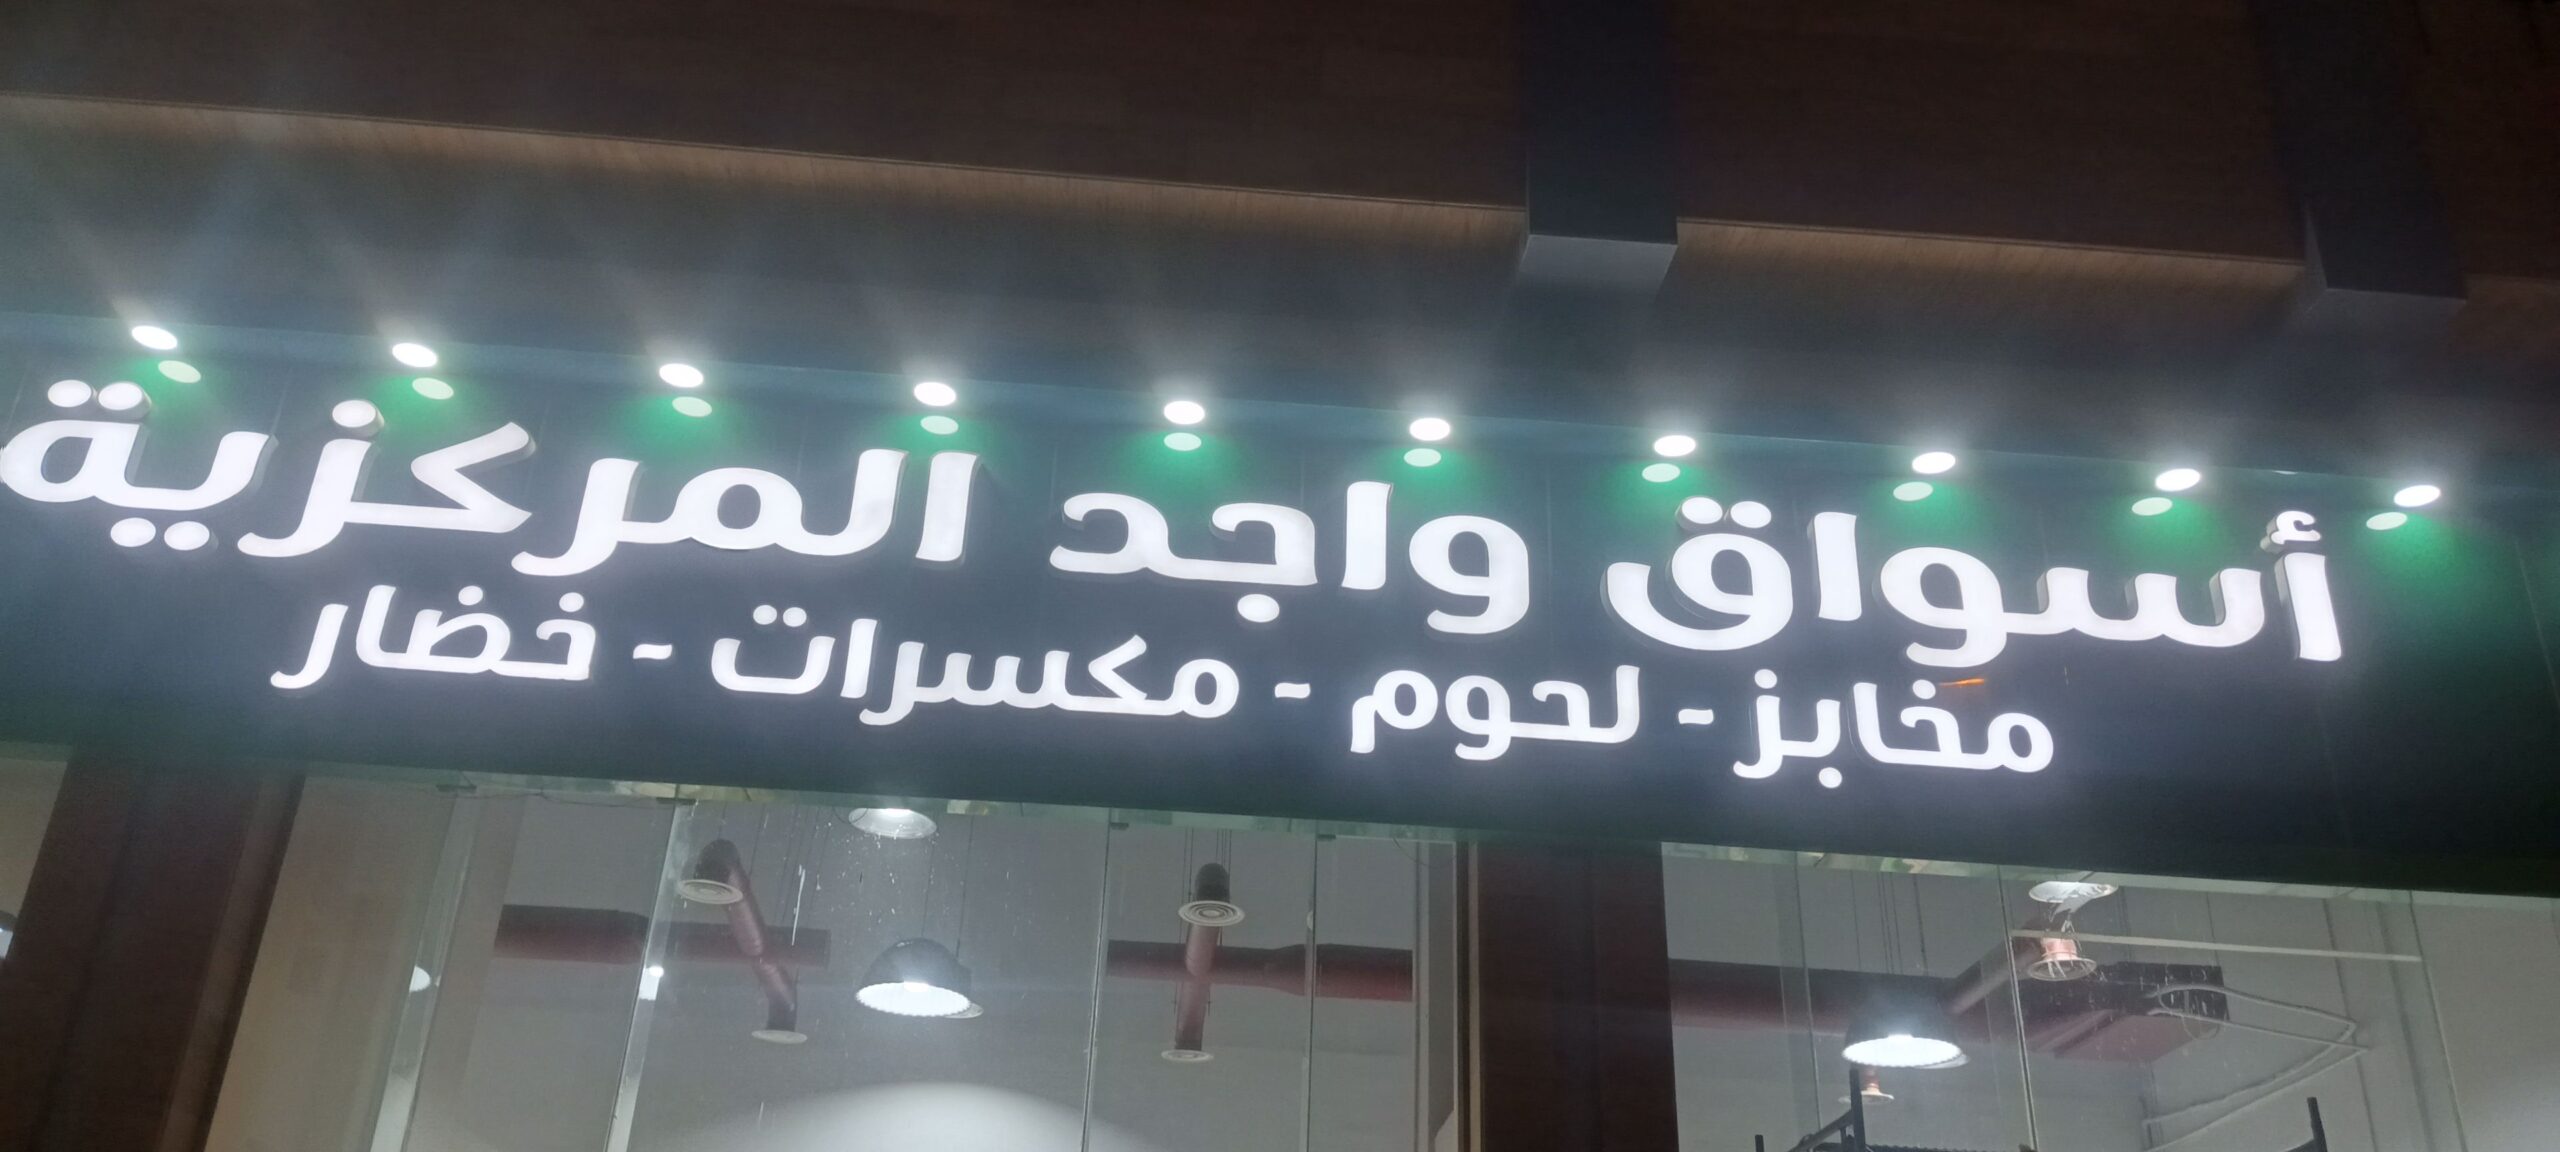 أسواق واجد المركزية
مخابز - لحوم - مكسرات - خضار